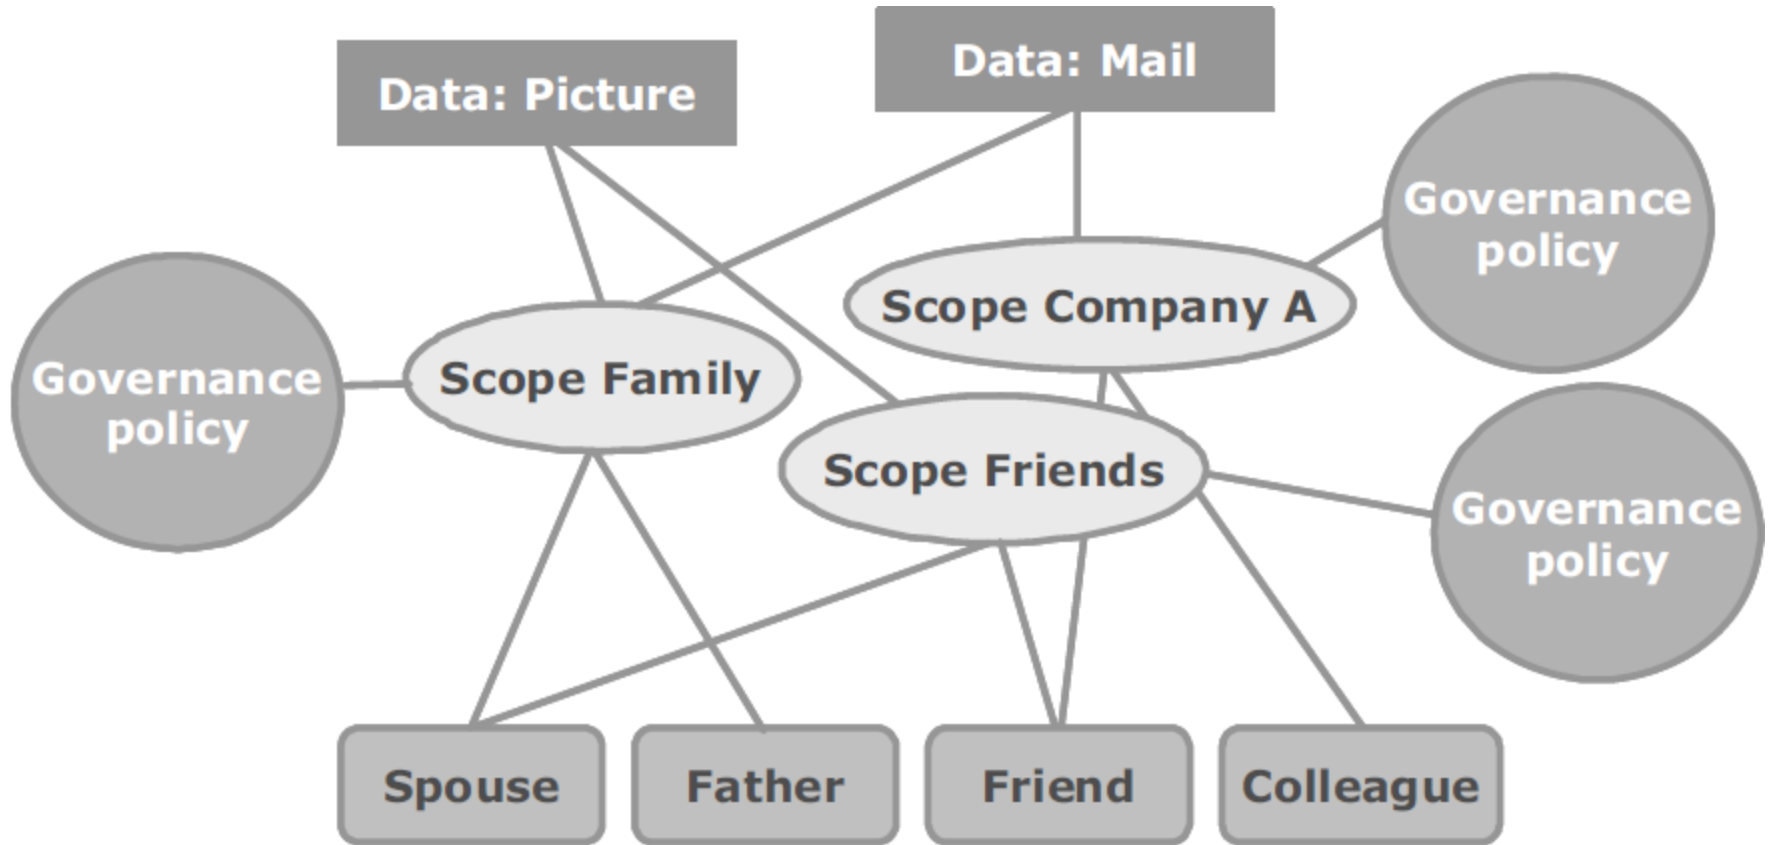 Data: Picture
Data: Mail
Governance
policy
Scope Company A
Scope Family
Governance
policy
Scope Friends
Governance
policy
Spouse
Father
Friend
Colleague